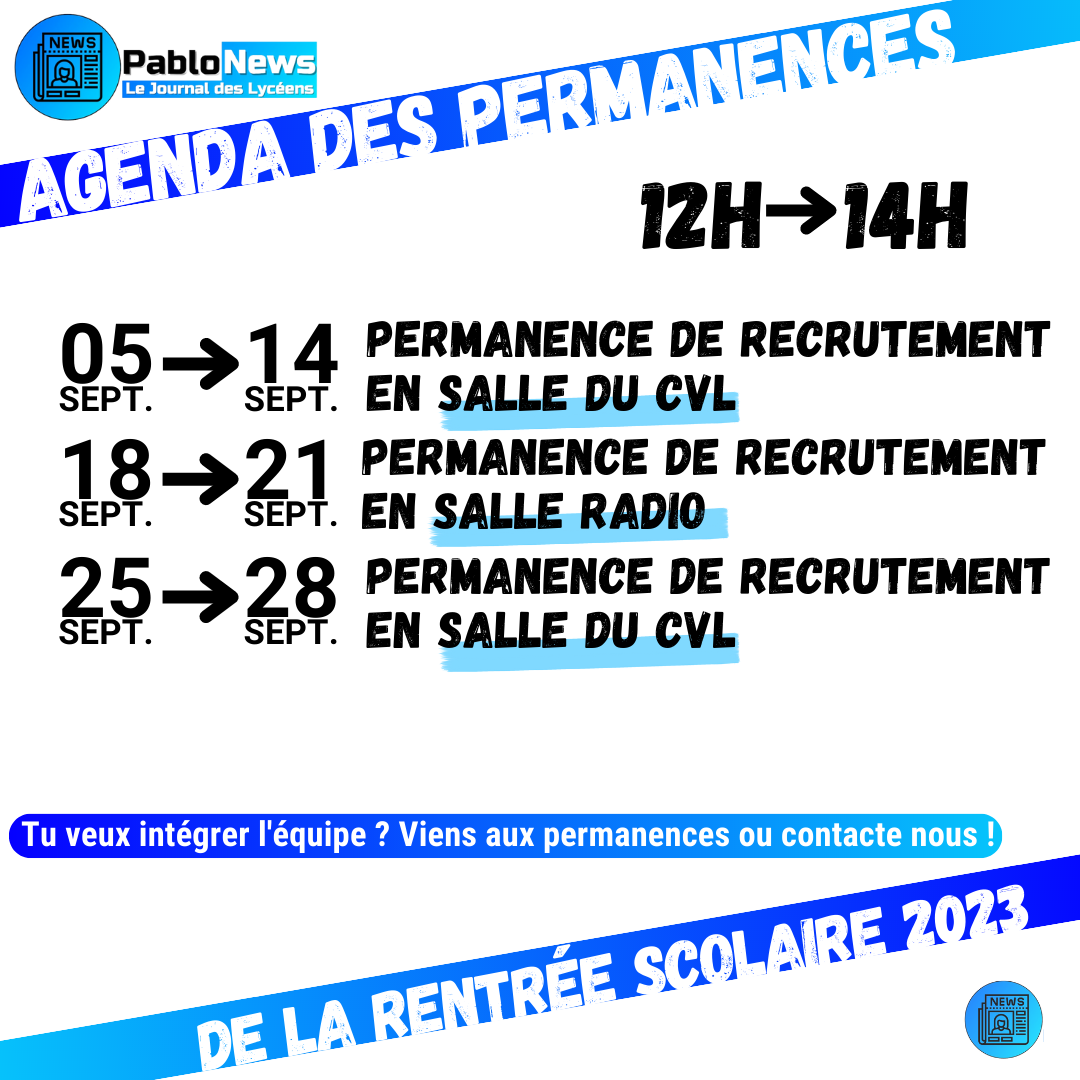 NEWS
PabloNews
Le Journal des Lycéens
AGENDA DES PERMANENCES
12H→14H
05 SEPT. → 14 SEPT.
PERMANENCE DE RECRUTEMENT
EN SALLE DU CVL
18 SEPT. → 21 SEPT.
PERMANENCE DE RECRUTEMENT
EN SALLE RADIO
25 SEPT. → 28 SEPT.
PERMANENCE DE RECRUTEMENT
EN SALLE DU CVL
Tu veux intégrer l'équipe ? Viens aux permanences ou contacte nous !
DE LA RENTRÉE SCOLAIRE 2023
NEWS